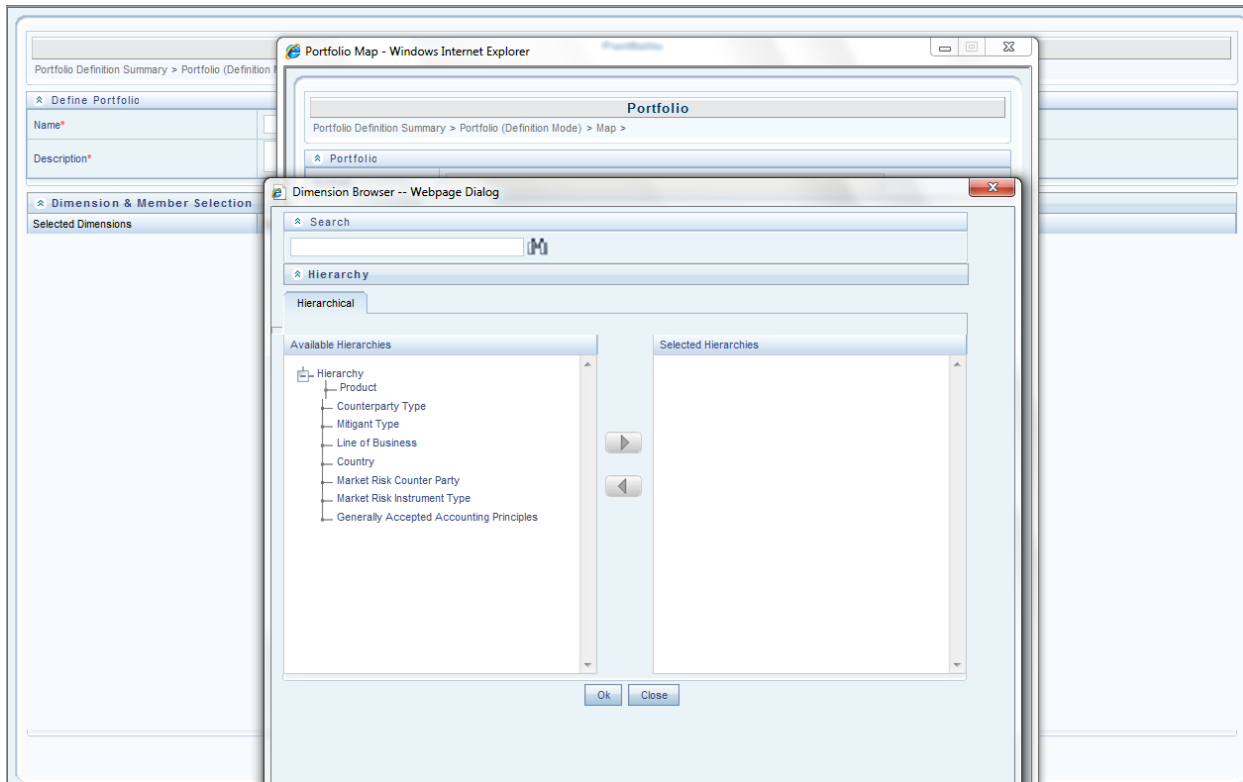 Portfolio Definition Summary > Portfolio (Definition
Define Portfolio
Name*
Description*
Dimension & Member Selection
Selected Dimensions
Portfolio Map - Windows Internet Explorer
Portfolio
Portfolio Definition Summary > Portfolio (Definition Mode) > Map >
Portfolio
Dimension Browser -- Webpage Dialog
Search
Hierarchy
Hierarchical
Available Hierarchies
Selected Hierarchies
Hierarchy
Product
Counterparty Type
Mitigant Type
Line of Business
Country
Market Risk Counter Party
Market Risk Instrument Type
Generally Accepted Accounting Principles
Ok
Close